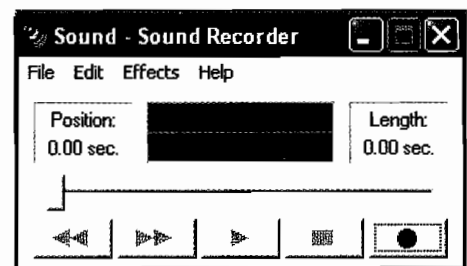 Sound - Sound Recorder
File Edit Effects Help
Position: Length:
0.00 sec. 0.00 sec.